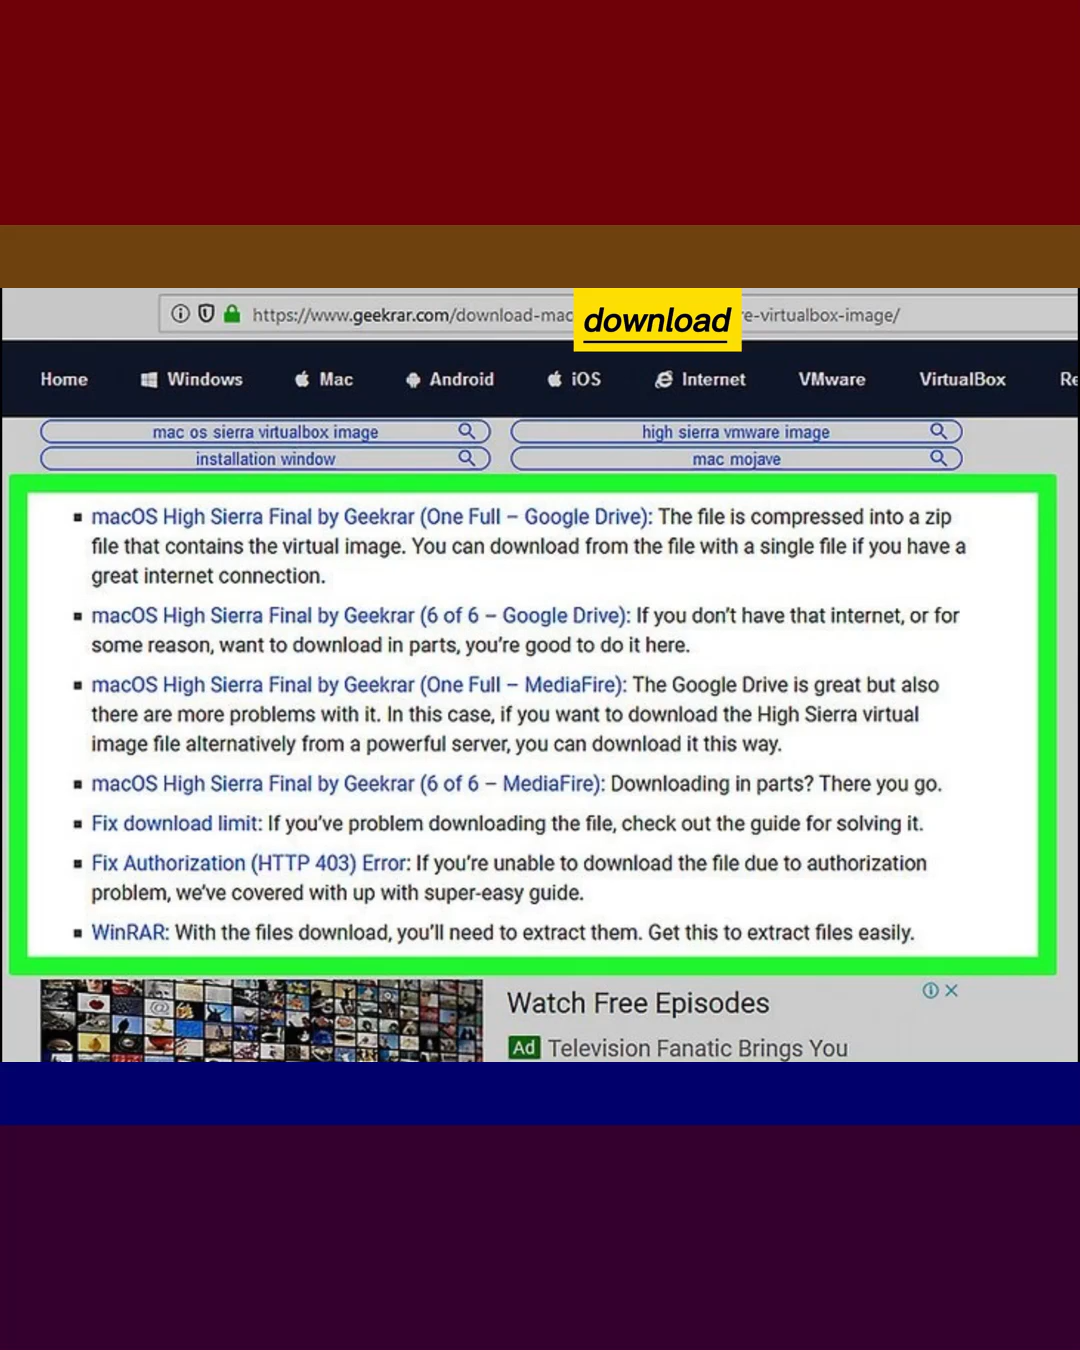 https://www.geekrar.com/download-mac
download
e-virtualbox-image/
Home Windows Mac Android iOS Internet VMware VirtualBox Re
mac os sierra virtualbox image high sierra vmware image
installation window mac mojave
▪ macOS High Sierra Final by Geekrar (One Full – Google Drive): The file is compressed into a zip
file that contains the virtual image. You can download from the file with a single file if you have a
great internet connection.
▪ macOS High Sierra Final by Geekrar (6 of 6 – Google Drive): If you don't have that internet, or for
some reason, want to download in parts, you're good to do it here.
▪ macOS High Sierra Final by Geekrar (One Full – MediaFire): The Google Drive is great but also
there are more problems with it. In this case, if you want to download the High Sierra virtual
image file alternatively from a powerful server, you can download it this way.
▪ macOS High Sierra Final by Geekrar (6 of 6 – MediaFire): Downloading in parts? There you go.
▪ Fix download limit: If you've problem downloading the file, check out the guide for solving it.
▪ Fix Authorization (HTTP 403) Error: If you're unable to download the file due to authorization
problem, we've covered with up with super-easy guide.
▪ WinRAR: With the files download, you'll need to extract them. Get this to extract files easily.
Watch Free Episodes
Ad Television Fanatic Brings You